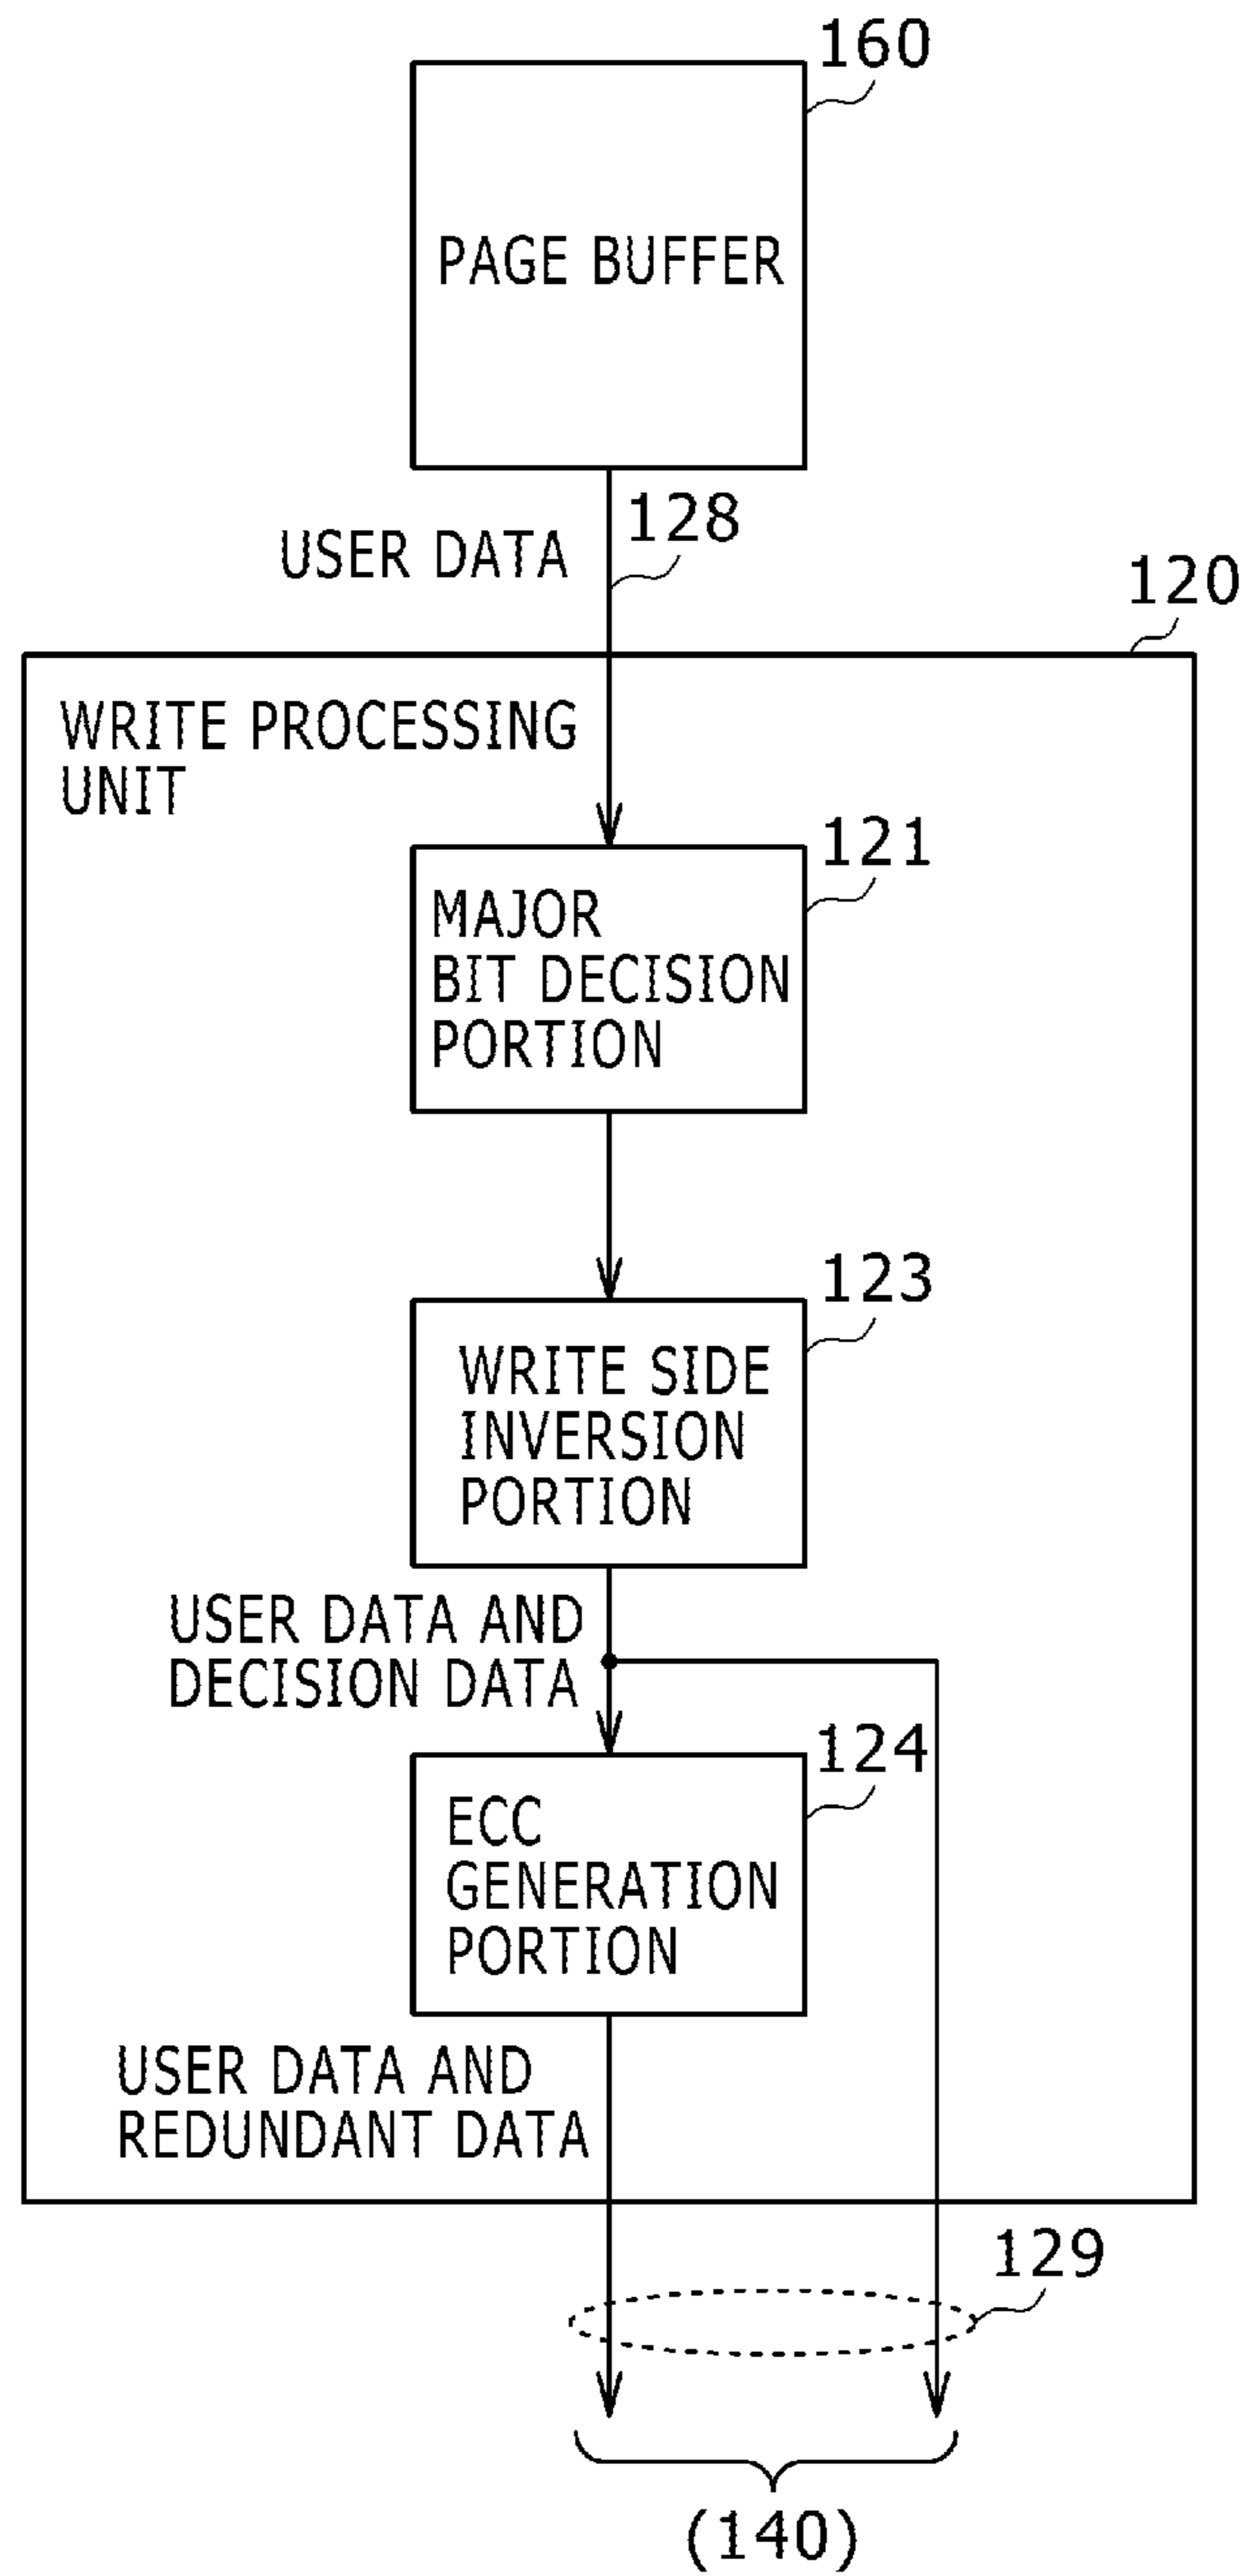 160
PAGE BUFFER
128
USER DATA
120
WRITE PROCESSING
UNIT
121
MAJOR
BIT DECISION
PORTION
123
WRITE SIDE
INVERSION
PORTION
USER DATA AND
DECISION DATA
124
ECC
GENERATION
PORTION
USER DATA AND
REDUNDANT DATA
129
(140)